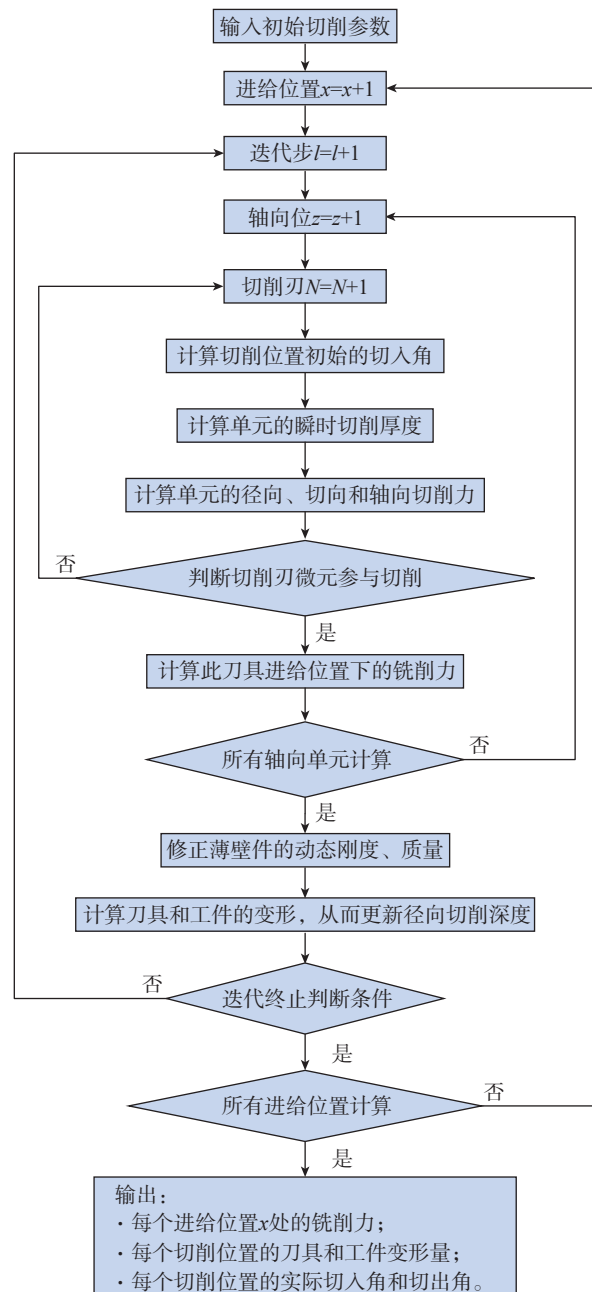 输入初始切削参数
进给位置x=x+1
迭代步l=l+1
轴向位z=z+1
切削刃N=N+1
计算切削位置初始的切入角
计算单元的瞬时切削厚度
计算单元的径向、切向和轴向切削力
否
判断切削刃微元参与切削
是
计算此刀具进给位置下的铣削力
否
所有轴向单元计算
是
修正薄壁件的动态刚度、质量
计算刀具和工件的变形，从而更新径向切削深度
否
迭代终止判断条件
是
否
所有进给位置计算
是
输出：
·每个进给位置x处的铣削力；
·每个切削位置的刀具和工件变形量；
·每个切削位置的实际切入角和切出角。